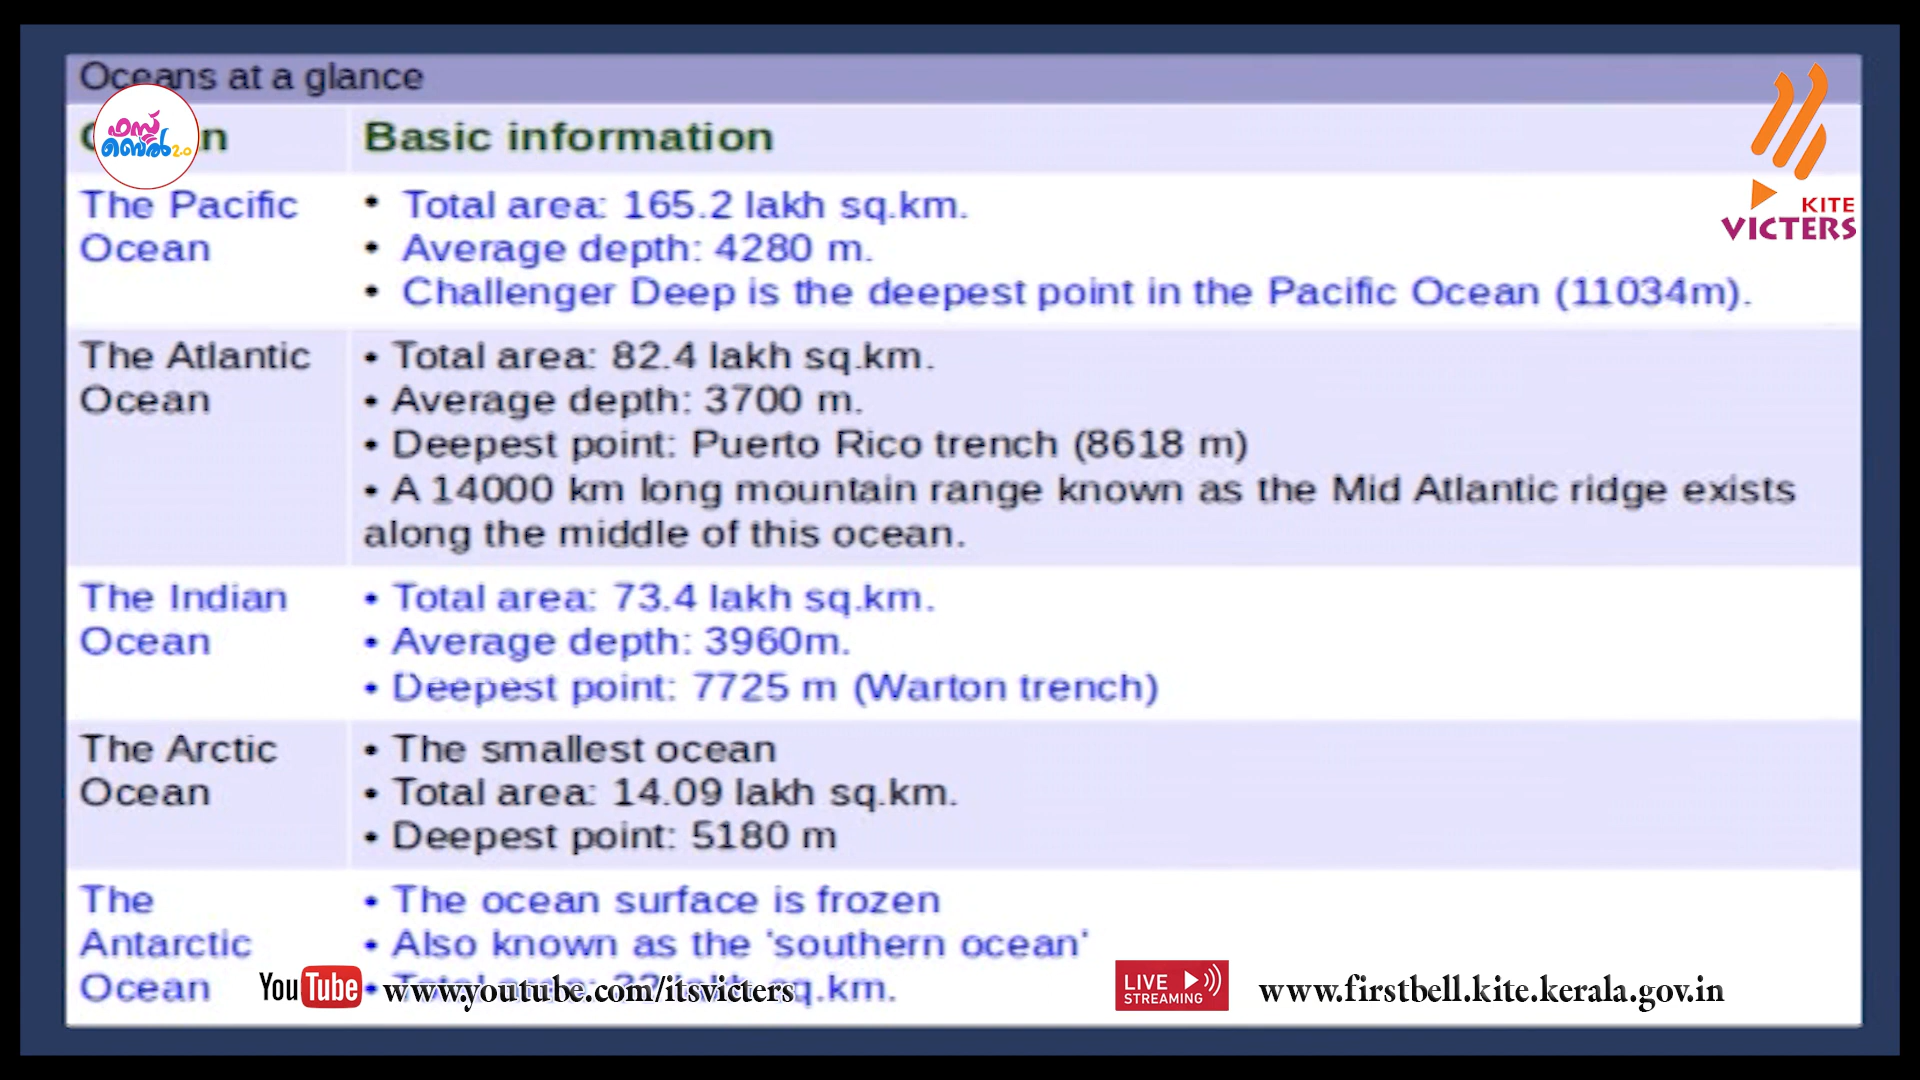 Oceans at a glance
ഫസ്റ്റ്
ബെൽ 2.0
Basic information
KITE
VICTERS
The Pacific
Ocean
• Total area: 165.2 lakh sq.km.
• Average depth: 4280 m.
• Challenger Deep is the deepest point in the Pacific Ocean (11034m).
The Atlantic
Ocean
• Total area: 82.4 lakh sq.km.
• Average depth: 3700 m.
• Deepest point: Puerto Rico trench (8618 m)
• A 14000 km long mountain range known as the Mid Atlantic ridge exists
along the middle of this ocean.
The Indian
Ocean
• Total area: 73.4 lakh sq.km.
• Average depth: 3960m.
• Deepest point: 7725 m (Warton trench)
The Arctic
Ocean
• The smallest ocean
• Total area: 14.09 lakh sq.km.
• Deepest point: 5180 m
The
Antarctic
Ocean
• The ocean surface is frozen
• Also known as the 'southern ocean'
• sq.km.
YouTube www.youtube.com/itsvicters
LIVE
STREAMING
www.firstbell.kite.kerala.gov.in